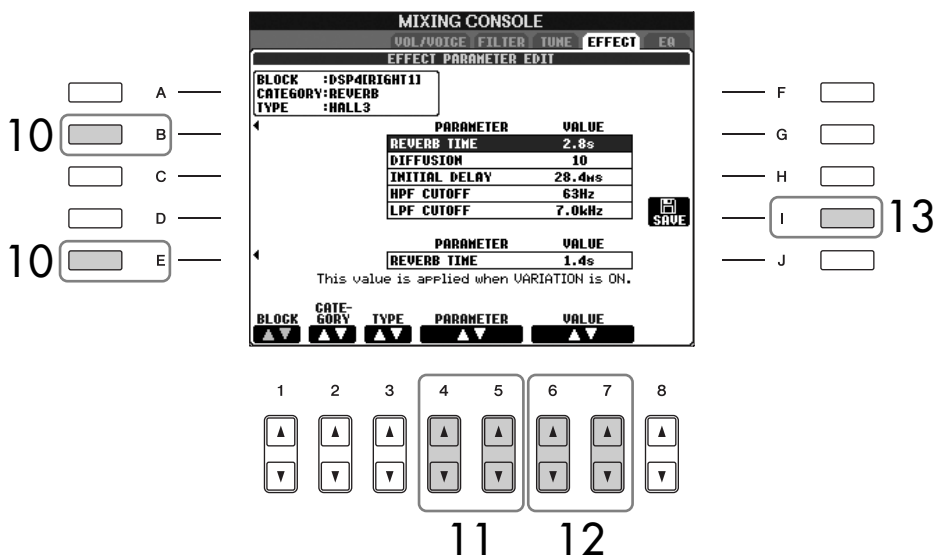 MIXING CONSOLE
VOL/VOICE FILTER TUNE EFFECT EQ
EFFECT PARAMETER EDIT
BLOCK :DSP4[RIGHT1]
CATEGORY:REVERB
TYPE :HALL3
A
F
10
B
G
C
H
D
I
13
10
E
J
PARAMETER VALUE
REVERB TIME 2.8s
DIFFUSION 10
INITIAL DELAY 28.4ms
HPF CUTOFF 63Hz
LPF CUTOFF 7.0kHz
SAVE
PARAMETER VALUE
REVERB TIME 1.4s
This value is applied when VARIATION is ON.
BLOCK CATE-GORY TYPE PARAMETER VALUE
1 2 3 4 5 6 7 8
11 12